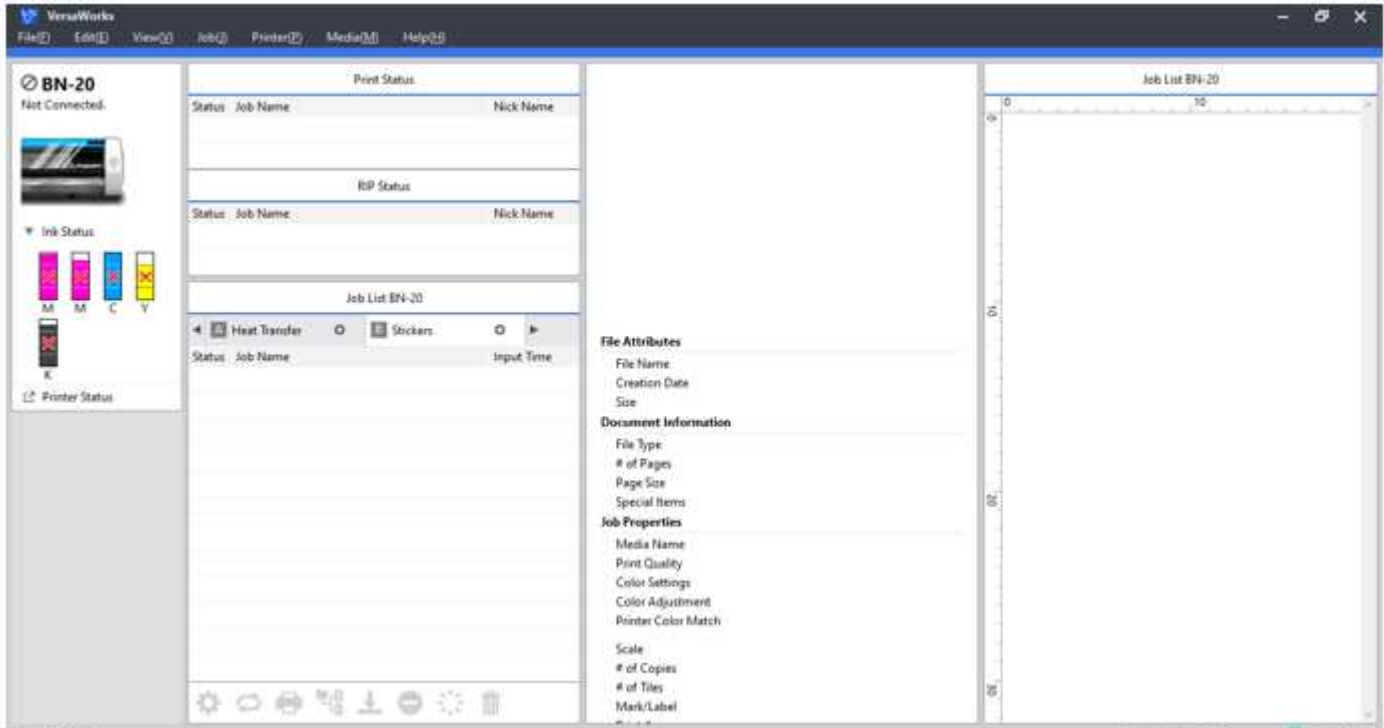 VersaWorks
File(F) Edit(E) View(V) Job(J) Printer(P) Media(M) Help(H)
BN-20
Not Connected.
Ink Status
M M C Y
K
Printer Status
Print Status
Status Job Name Nick Name
RIP Status
Status Job Name Nick Name
Job List BN-20
A Heat Transfer B Stickers
Status Job Name Input Time
File Attributes
File Name
Creation Date
Size
Document Information
File Type
# of Pages
Page Size
Special Items
Job Properties
Media Name
Print Quality
Color Settings
Color Adjustment
Printer Color Match
Scale
# of Copies
# of Tiles
Mark/Label
Job List BN-20
0 10
0
10
20
30